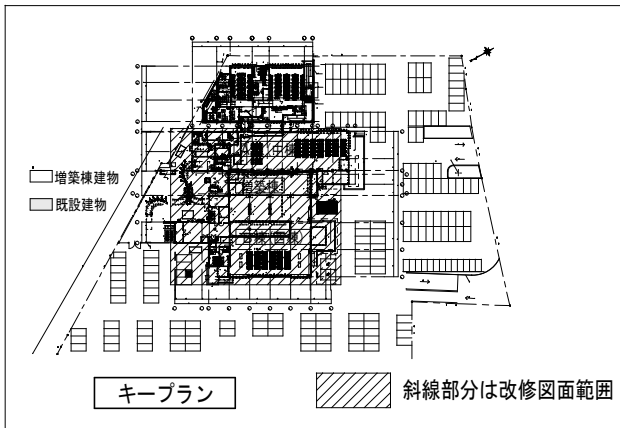 増築棟
増築棟建物
既設建物
キープラン
斜線部分は改修図面範囲